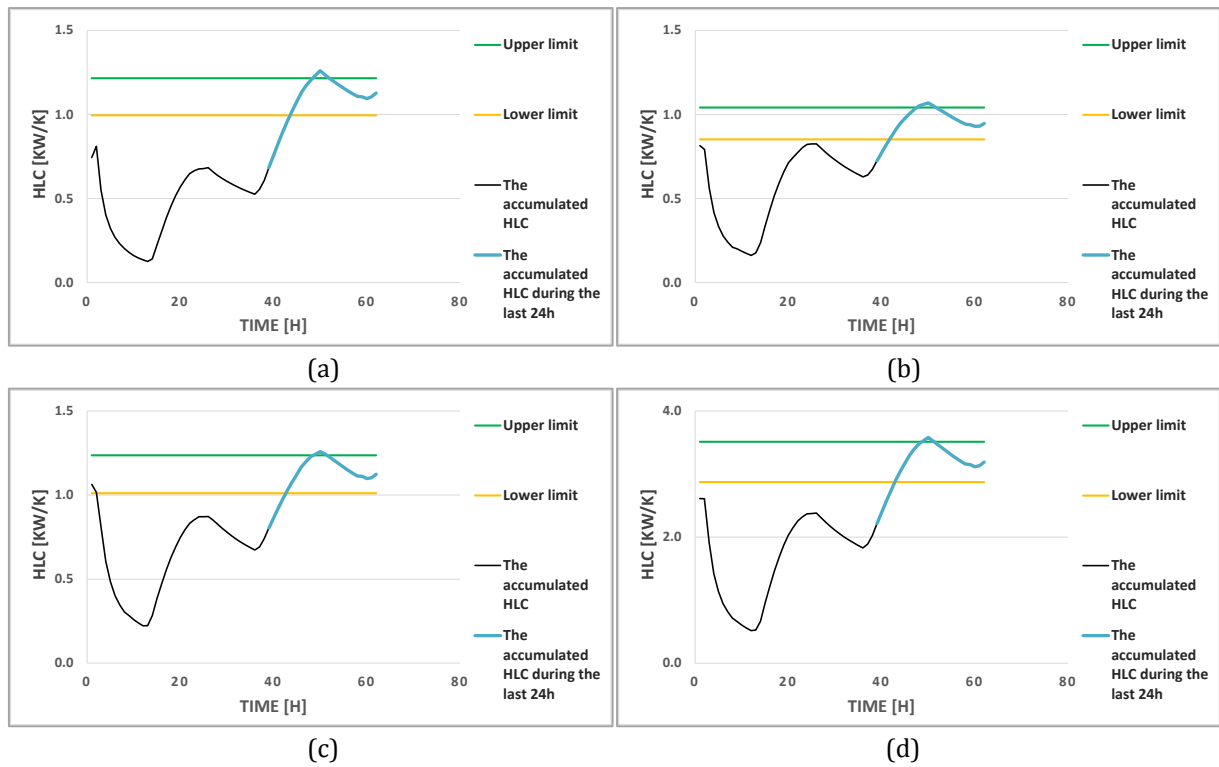 1.5
1.0
0.5
0.0
HLC [KW/K]
0
20
40
60
80
TIME [H]
Upper limit
Lower limit
The
accumulated
HLC
The
accumulated
HLC during the
last 24h
(a)
1.5
1.0
0.5
0.0
HLC [KW/K]
0
20
40
60
80
TIME [H]
Upper limit
Lower limit
The
accumulated
HLC
The
accumulated
HLC during the
last 24h
(b)
1.5
1.0
0.5
0.0
HLC [KW/K]
0
20
40
60
80
TIME [H]
Upper limit
Lower limit
The
accumulated
HLC
The
accumulated
HLC during the
last 24h
(c)
4.0
2.0
0.0
HLC [KW/K]
0
20
40
60
80
TIME [H]
Upper limit
Lower limit
The
accumulated
HLC
The
accumulated
HLC during the
last 24h
(d)